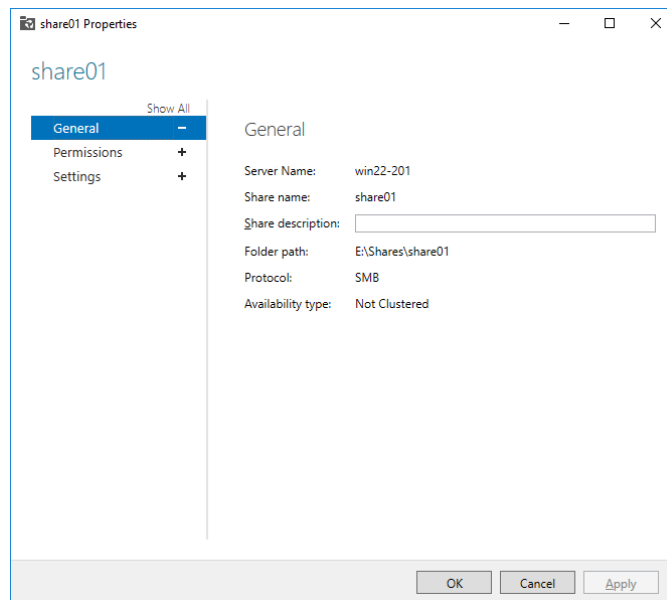 share01 Properties
share01
Show All
General
Permissions
Settings
General
Server Name: win22-201
Share name: share01
Share description:
Folder path: E:\Shares\share01
Protocol: SMB
Availability type: Not Clustered
OK Cancel Apply